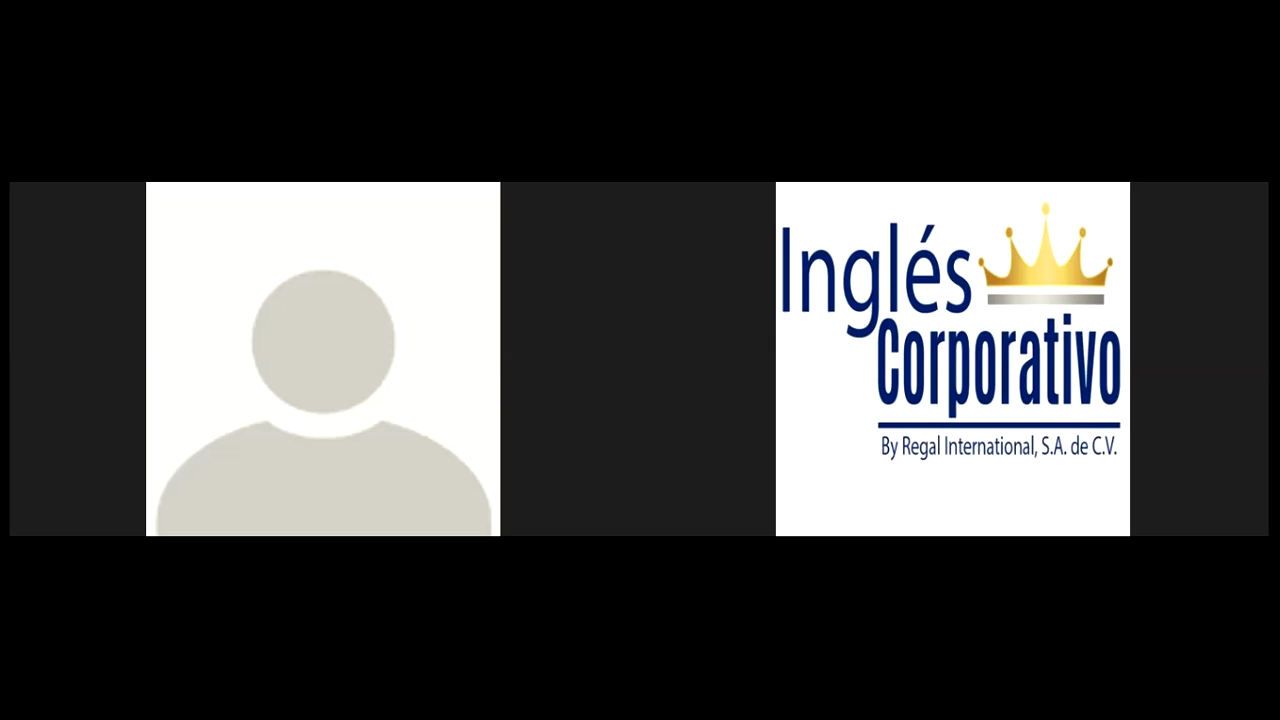 Inglés
Corporativo
By Regal International, S.A. de C.V.